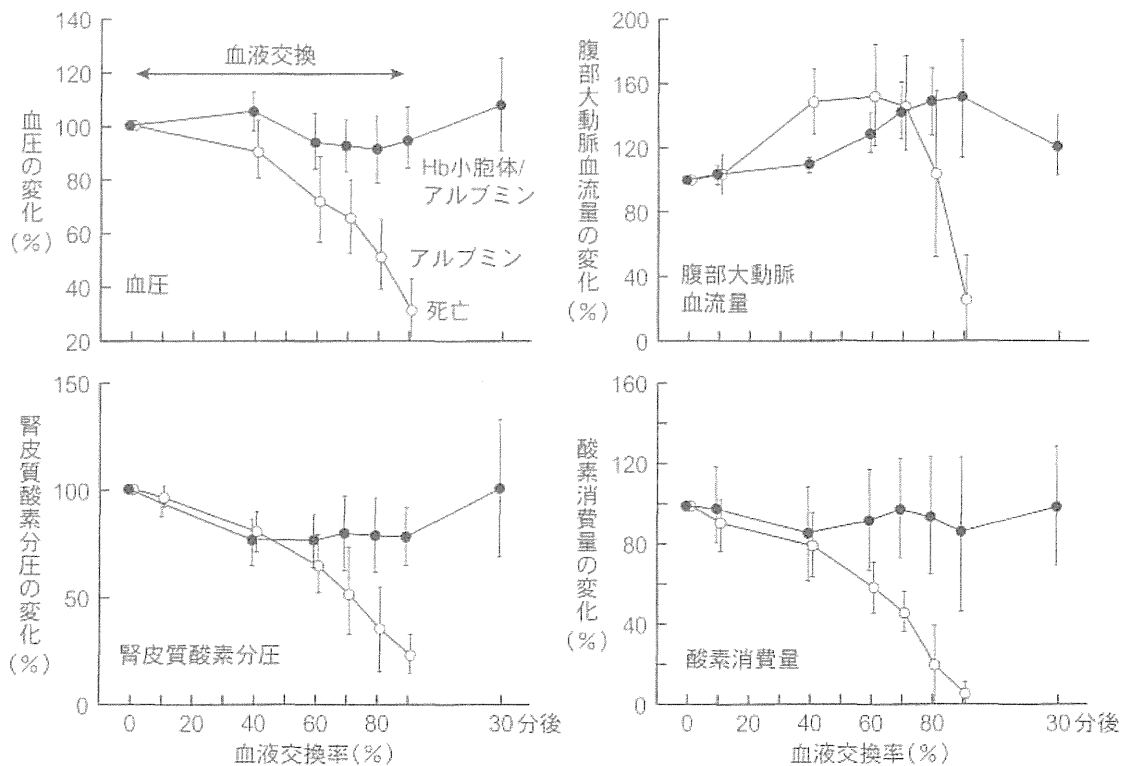 血圧の変化
(%)
140
120
100
80
60
40
20
血液交換
Hb小胞体/
アルブミン
アルブミン
死亡
血圧
腹部大動脈血流量の変化
(%)
200
160
120
80
40
0
腹部大動脈
血流量
腎皮質酸素分圧の変化
(%)
150
100
50
0
腎皮質酸素分圧
0 20 40 60 80 30分後
血液交換率(%)
酸素消費量の変化
(%)
160
120
80
40
0
酸素消費量
0 20 40 60 80 30分後
血液交換率(%)